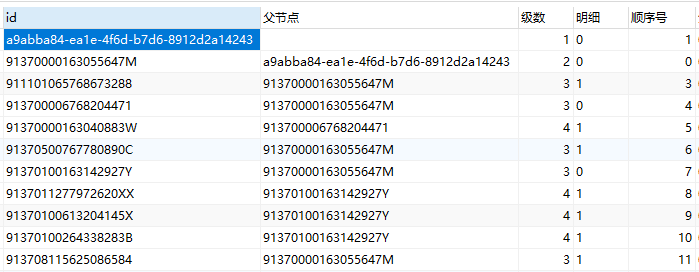 id 父节点 级数 明细 顺序号
a9abba84-ea1e-4f6d-b7d6-8912d2a14243 1 0 1
91370000163055647M a9abba84-ea1e-4f6d-b7d6-8912d2a14243 2 0 0
911101065768673288 91370000163055647M 3 1 3
913700006768204471 91370000163055647M 3 0 4
91370000163040883W 913700006768204471 4 1 5
91370500767780890C 91370000163055647M 3 1 6
91370100163142927Y 91370000163055647M 3 0 7
9137011277972620XX 91370100163142927Y 4 1 8
91370100613204145X 91370100163142927Y 4 1 9
91370100264338283B 91370100163142927Y 4 1 10
913708115625086584 91370000163055647M 3 1 11